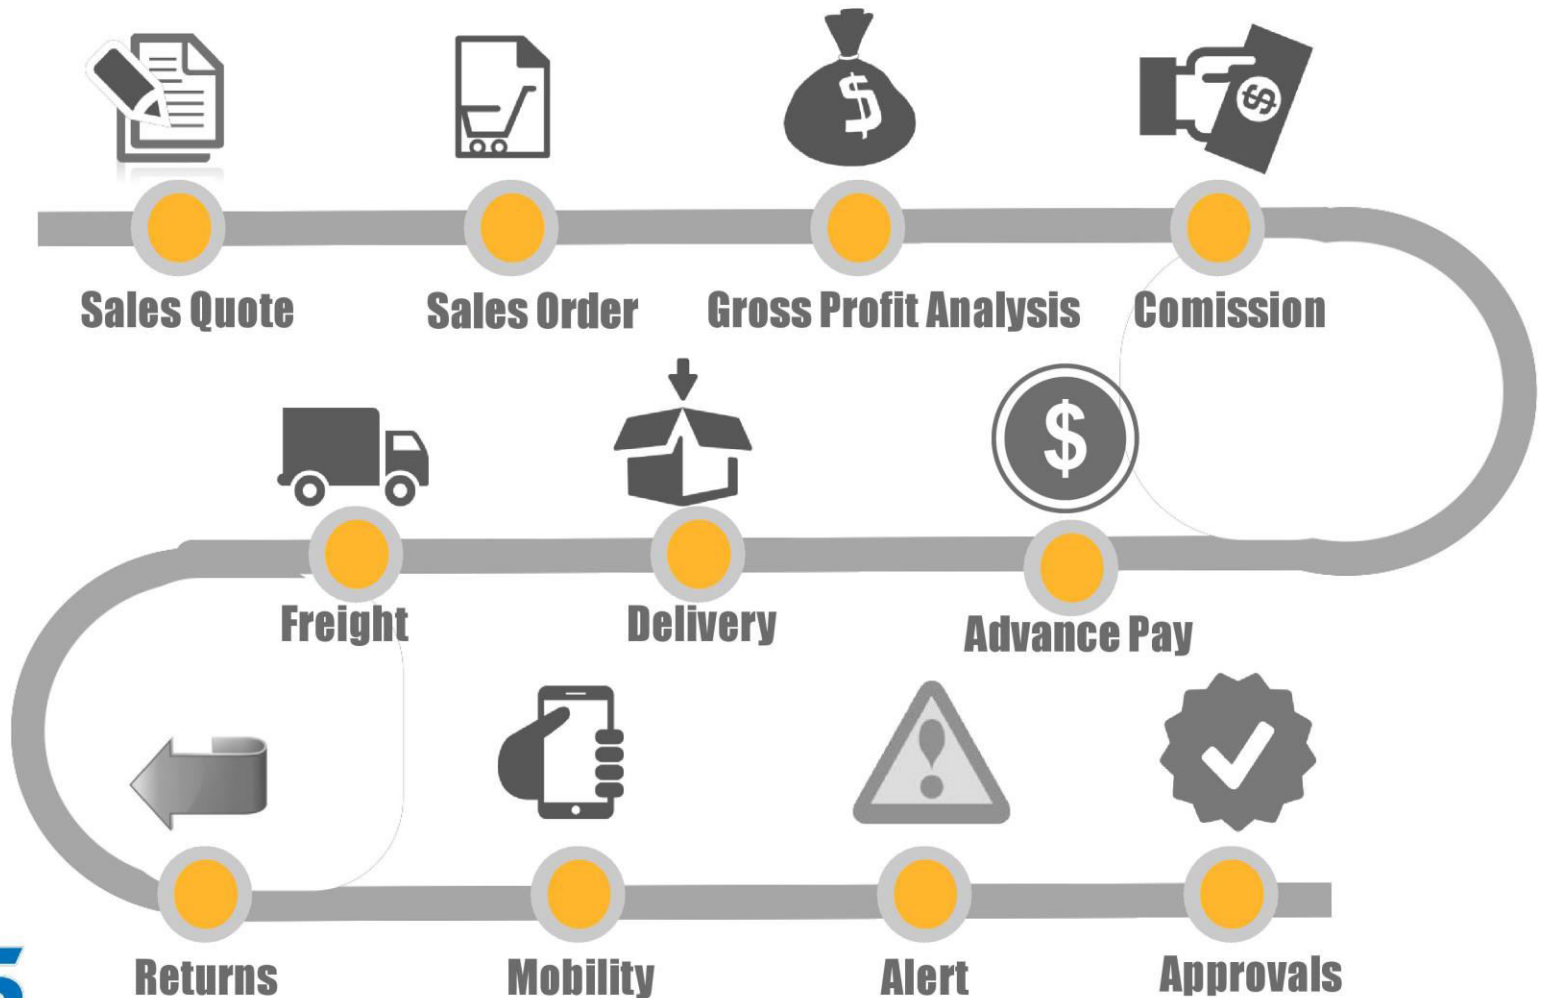 Sales Quote
Sales Order
Gross Profit Analysis
Comission
Freight
Delivery
Advance Pay
Returns
Mobility
Alert
Approvals